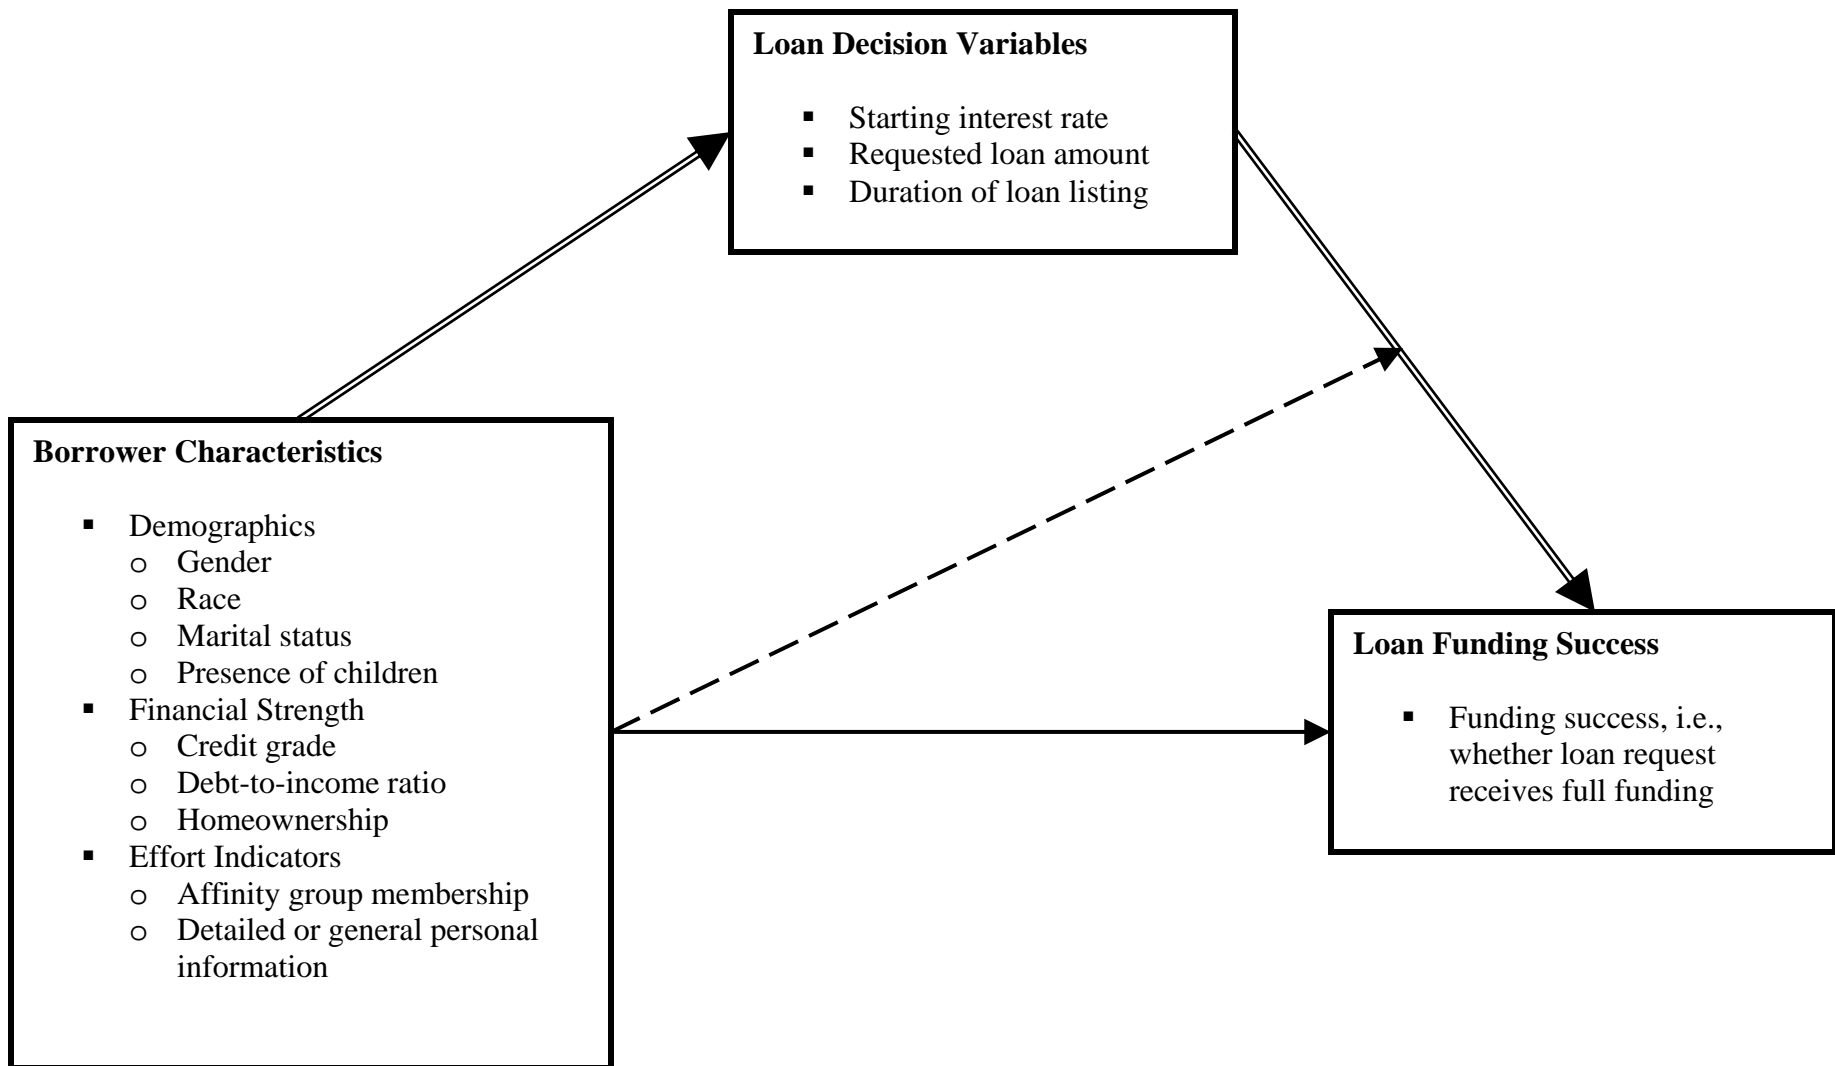 Loan Decision Variables
▪ Starting interest rate
▪ Requested loan amount
▪ Duration of loan listing
Borrower Characteristics
▪ Demographics
o Gender
o Race
o Marital status
o Presence of children
▪ Financial Strength
o Credit grade
o Debt-to-income ratio
o Homeownership
▪ Effort Indicators
o Affinity group membership
o Detailed or general personal
information
Loan Funding Success
▪ Funding success, i.e.,
whether loan request
receives full funding